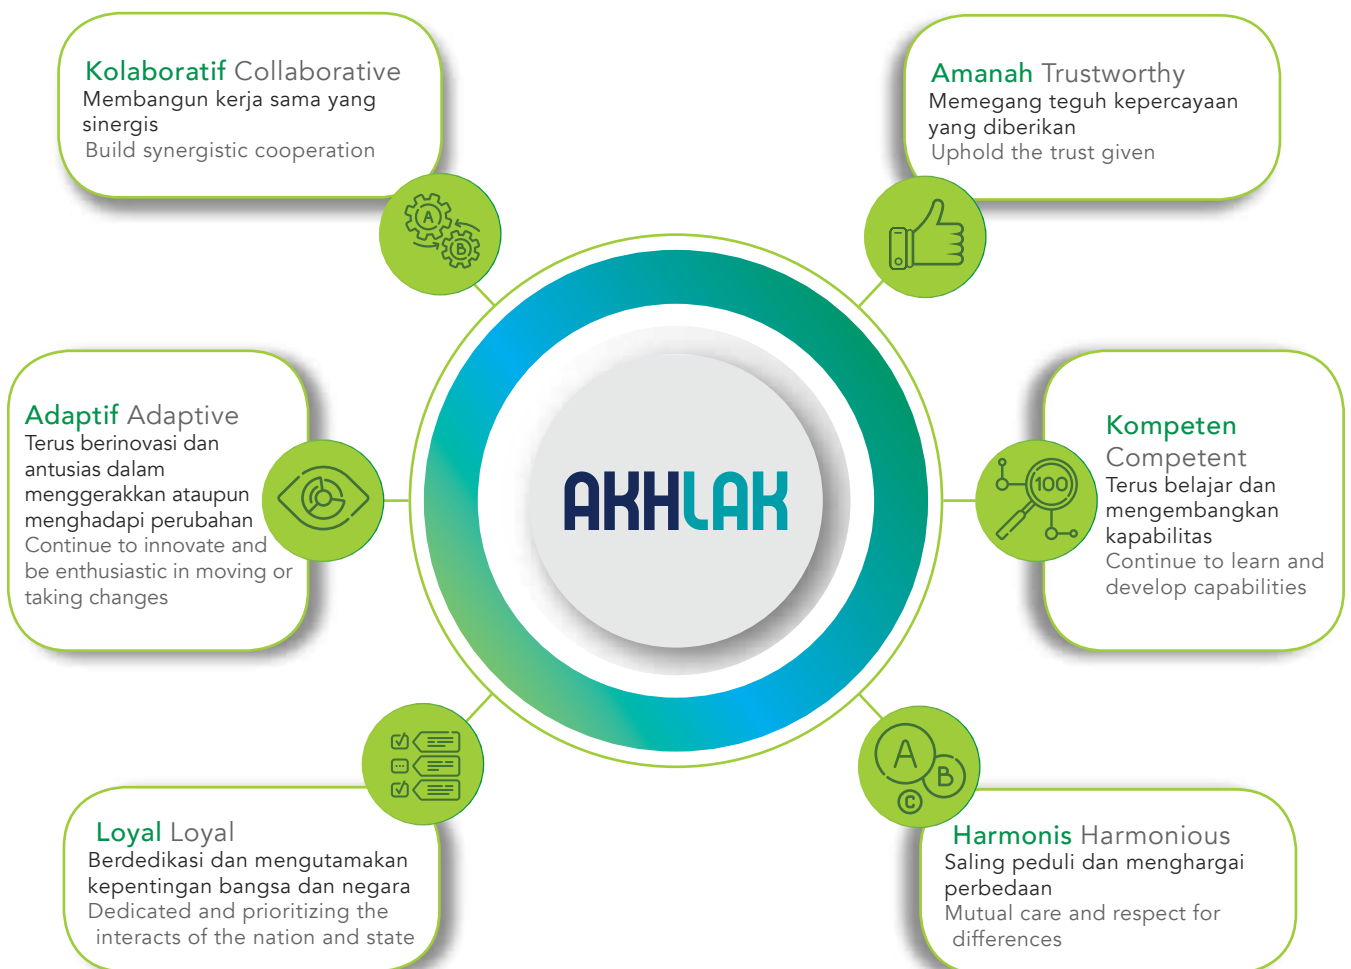 Kolaboratif Collaborative
Membangun kerja sama yang
sinergis
Build synergistic cooperation
A
B
Amanah Trustworthy
Memegang teguh kepercayaan
yang diberikan
Uphold the trust given
Adaptif Adaptive
Terus berinovasi dan
antusias dalam
menggerakkan ataupun
menghadapi perubahan
Continue to innovate and
be enthusiastic in moving or
taking changes
AKHLAK
100
Kompeten
Competent
Terus belajar dan
mengembangkan
kapabilitas
Continue to learn and
develop capabilities
Loyal Loyal
Berdedikasi dan mengutamakan
kepentingan bangsa dan negara
Dedicated and prioritizing the
interacts of the nation and state
A
B
C
Harmonis Harmonious
Saling peduli dan menghargai
perbedaan
Mutual care and respect for
differences